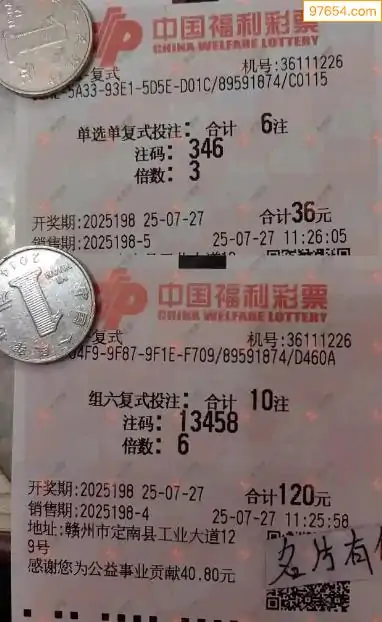 97654.com
中国福利彩票
CHINA WELFARE LOTTERY
复式
机号:36111226
5A33-93E1-5D5E-D01C/89591874/C0115
单选单复式投注: 合计 6注
注码: 346
倍数: 3
开奖期:2025198 25-07-27 合计36元
销售期:2025198-5 25-07-27 11:26:05
中国福利彩票
CHINA WELFARE LOTTERY
复式
机号:36111226
04F9-9F87-9F1E-F709/89591874/D460A
组六复式投注: 合计 10注
注码: 13458
倍数: 6
开奖期:2025198 25-07-27 合计120元
销售期:2025198-4 25-07-27 11:25:58
地址:赣州市定南县工业大道12
9号
感谢您为公益事业贡献40.80元
名片有